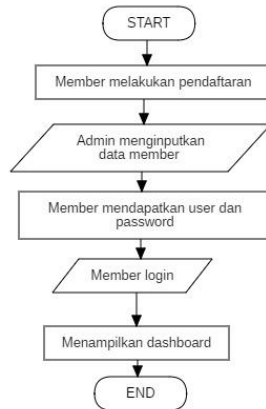 START
Member melakukan pendaftaran
Admin menginputkan
data member
Member mendapatkan user dan
password
Member login
Menampilkan dashboard
END